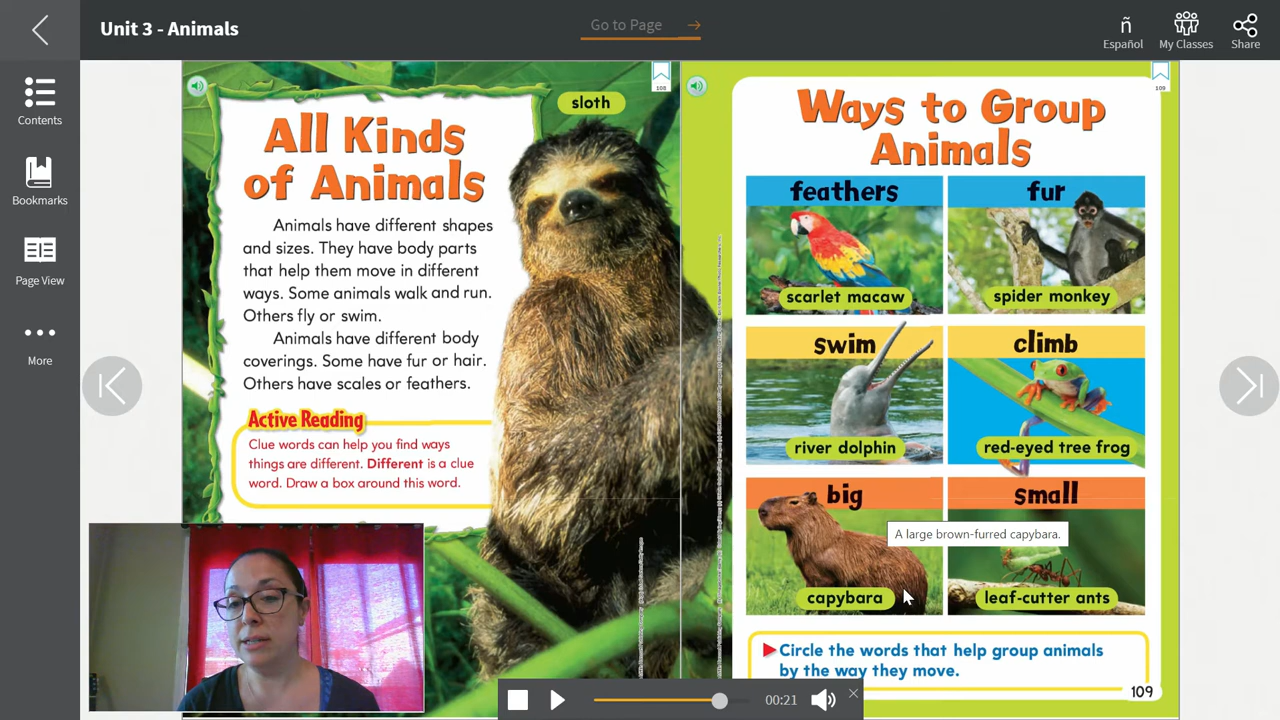 Unit 3 - Animals
Go to Page
ñ
Español
My Classes
Share
Contents
Bookmarks
Page View
More
108
sloth
All Kinds
of Animals
Animals have different shapes
and sizes. They have body parts
that help them move in different
ways. Some animals walk and run.
Others fly or swim.
Animals have different body
coverings. Some have fur or hair.
Others have scales or feathers.
Active Reading
Clue words can help you find ways
things are different. Different is a clue
word. Draw a box around this word.
109
Ways to Group
Animals
feathers
scarlet macaw
fur
spider monkey
swim
river dolphin
climb
red-eyed tree frog
big
capybara
A large brown-furred capybara.
small
leaf-cutter ants
Circle the words that help group animals
by the way they move.
109
00:21